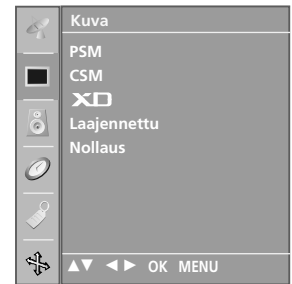 Kuva
PSM
CSM
XD
Laajennettu
Nollaus
▲▼ ◄► OK MENU